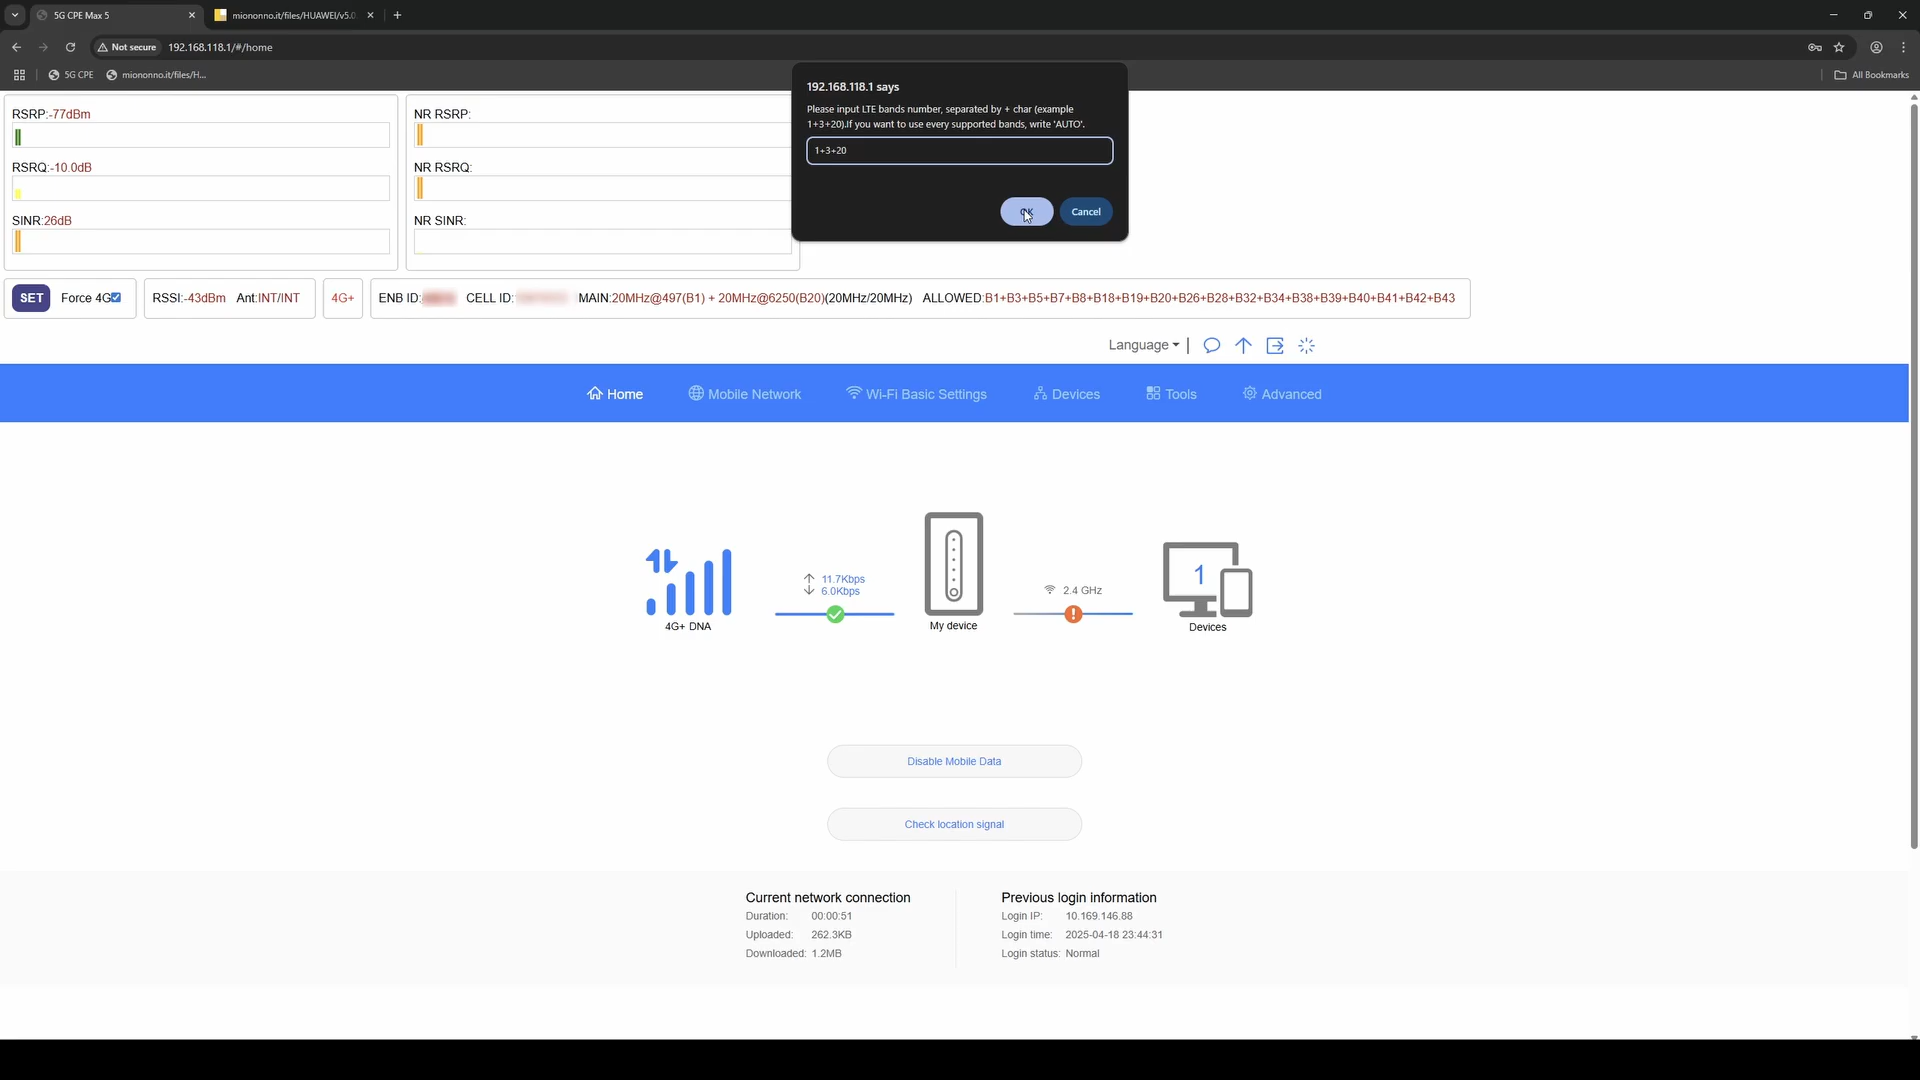 5G CPE Max 5
miononno.it/files/HUAWEI/v5.0
Not secure
192.168.118.1/#/home
5G CPE
miononno.it/files/H...
All Bookmarks
192.168.118.1 says
Please input LTE bands number, separated by + char (example
1+3+20).If you want to use every supported bands, write 'AUTO'.
1+3+20
OK
Cancel
RSRP:-77dBm
RSRQ:-10.0dB
SINR:26dB
NR RSRP:
NR RSRQ:
NR SINR:
SET Force 4G
RSSI:-43dBm Ant:INT/INT
4G+
ENB ID: CELL ID: MAIN:20MHz@497(B1) + 20MHz@6250(B20)(20MHz/20MHz) ALLOWED:B1+B3+B5+B7+B8+B18+B19+B20+B26+B28+B32+B34+B38+B39+B40+B41+B42+B43
Language
Home
Mobile Network
Wi-Fi Basic Settings
Devices
Tools
Advanced
11.7Kbps
6.0Kbps
2.4 GHz
1
4G+ DNA
My device
Devices
Disable Mobile Data
Check location signal
Current network connection
Duration: 00:00:51
Uploaded: 262.3KB
Downloaded: 1.2MB
Previous login information
Login IP: 10.169.146.88
Login time: 2025-04-18 23:44:31
Login status: Normal